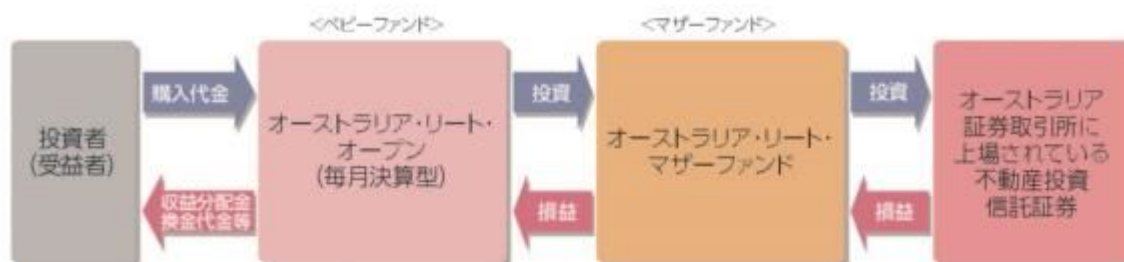 <ベビーファンド>
<マザーファンド>
投資者
(受益者)
購入代金
収益分配金
換金代金等
オーストラリア・リート・
オープン
(毎月決算型)
投資
損益
オーストラリア・リート・
マザーファンド
投資
損益
オーストラリア
証券取引所に
上場されている
不動産投資
信託証券